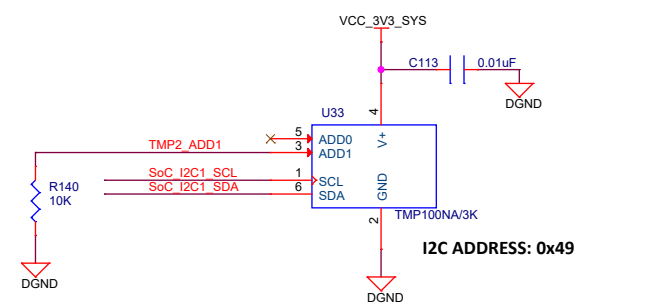 VCC_3V3_SYS
C113
0.01uF
DGND
U33
4
V+
5
ADD0
TMP2_ADD1
3
ADD1
SoC_I2C1_SCL
1
SCL
SoC_I2C1_SDA
6
SDA
GND
R140
10K
2
TMP100NA/3K
I2C ADDRESS: 0x49
DGND
DGND